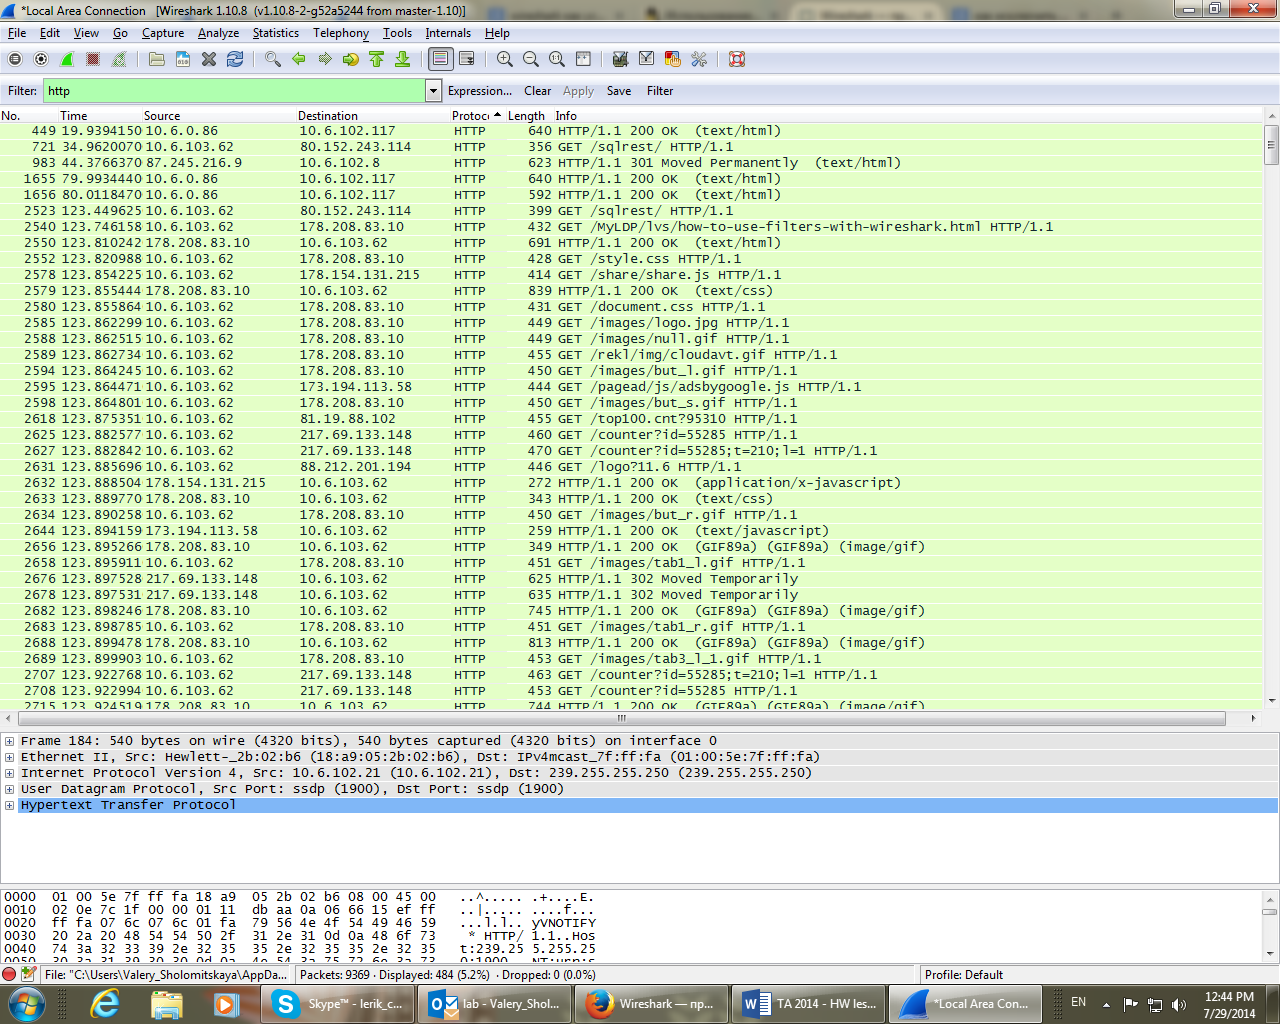 *Local Area Connection [Wireshark 1.10.8 (v1.10.8-2-g52a5244 from master-1.10)]
File Edit View Go Capture Analyze Statistics Telephony Tools Internals Help
Filter: http Expression... Clear Apply Save Filter
No. Time Source Destination Protoc Length Info
449 19.9394150 10.6.0.86 10.6.102.117 HTTP 640 HTTP/1.1 200 OK (text/html)
721 34.9620070 10.6.103.62 80.152.243.114 HTTP 356 GET /sqlrest/ HTTP/1.1
983 44.3766370 87.245.216.9 10.6.102.8 HTTP 623 HTTP/1.1 301 Moved Permanently (text/html)
1655 79.9934440 10.6.0.86 10.6.102.117 HTTP 640 HTTP/1.1 200 OK (text/html)
1656 80.0118470 10.6.0.86 10.6.102.117 HTTP 592 HTTP/1.1 200 OK (text/html)
2523 123.449625 10.6.103.62 80.152.243.114 HTTP 399 GET /sqlrest/ HTTP/1.1
2540 123.746158 10.6.103.62 178.208.83.10 HTTP 432 GET /MyLDP/lvs/how-to-use-filters-with-wireshark.html HTTP/1.1
2550 123.810242 178.208.83.10 10.6.103.62 HTTP 691 HTTP/1.1 200 OK (text/html)
2552 123.820988 10.6.103.62 178.208.83.10 HTTP 428 GET /style.css HTTP/1.1
2578 123.854225 10.6.103.62 178.154.131.215 HTTP 414 GET /share/share.js HTTP/1.1
2579 123.855444 178.208.83.10 10.6.103.62 HTTP 839 HTTP/1.1 200 OK (text/css)
2580 123.855864 10.6.103.62 178.208.83.10 HTTP 431 GET /document.css HTTP/1.1
2585 123.862299 10.6.103.62 178.208.83.10 HTTP 449 GET /images/logo.jpg HTTP/1.1
2588 123.862515 10.6.103.62 178.208.83.10 HTTP 449 GET /images/null.gif HTTP/1.1
2589 123.862734 10.6.103.62 178.208.83.10 HTTP 455 GET /rekl/img/cloudavt.gif HTTP/1.1
2594 123.864245 10.6.103.62 178.208.83.10 HTTP 450 GET /images/but_l.gif HTTP/1.1
2595 123.864471 10.6.103.62 173.194.113.58 HTTP 444 GET /pagead/js/adsbygoogle.js HTTP/1.1
2598 123.864801 10.6.103.62 178.208.83.10 HTTP 450 GET /images/but_s.gif HTTP/1.1
2618 123.875351 10.6.103.62 81.19.88.102 HTTP 455 GET /top100.cnt?95310 HTTP/1.1
2625 123.882577 10.6.103.62 217.69.133.148 HTTP 460 GET /counter?id=55285 HTTP/1.1
2627 123.882842 10.6.103.62 217.69.133.148 HTTP 470 GET /counter?id=55285;t=210;l=1 HTTP/1.1
2631 123.885696 10.6.103.62 88.212.201.194 HTTP 446 GET /logo?11.6 HTTP/1.1
2632 123.888504 178.154.131.215 10.6.103.62 HTTP 272 HTTP/1.1 200 OK (application/x-javascript)
2633 123.889770 178.208.83.10 10.6.103.62 HTTP 343 HTTP/1.1 200 OK (text/css)
2634 123.890258 10.6.103.62 178.208.83.10 HTTP 450 GET /images/but_r.gif HTTP/1.1
2644 123.894159 173.194.113.58 10.6.103.62 HTTP 259 HTTP/1.1 200 OK (text/javascript)
2656 123.895266 178.208.83.10 10.6.103.62 HTTP 349 HTTP/1.1 200 OK (GIF89a) (GIF89a) (image/gif)
2658 123.895911 10.6.103.62 178.208.83.10 HTTP 451 GET /images/tab1_l.gif HTTP/1.1
2676 123.897528 217.69.133.148 10.6.103.62 HTTP 625 HTTP/1.1 302 Moved Temporarily
2678 123.897531 217.69.133.148 10.6.103.62 HTTP 635 HTTP/1.1 302 Moved Temporarily
2682 123.898246 178.208.83.10 10.6.103.62 HTTP 745 HTTP/1.1 200 OK (GIF89a) (GIF89a) (image/gif)
2683 123.898785 10.6.103.62 178.208.83.10 HTTP 451 GET /images/tab1_r.gif HTTP/1.1
2688 123.899478 178.208.83.10 10.6.103.62 HTTP 813 HTTP/1.1 200 OK (GIF89a) (GIF89a) (image/gif)
2689 123.899903 10.6.103.62 178.208.83.10 HTTP 453 GET /images/tab3_l_1.gif HTTP/1.1
2707 123.922768 10.6.103.62 217.69.133.148 HTTP 463 GET /counter?id=55285;t=210;l=1 HTTP/1.1
2708 123.922994 10.6.103.62 217.69.133.148 HTTP 453 GET /counter?id=55285 HTTP/1.1
2715 123.924519 178.208.83.10 10.6.103.62 HTTP 744 HTTP/1.1 200 OK (GIF89a) (GIF89a) (image/gif)
Frame 184: 540 bytes on wire (4320 bits), 540 bytes captured (4320 bits) on interface 0
Ethernet II, Src: Hewlett-_2b:02:b6 (18:a9:05:2b:02:b6), Dst: IPv4mcast_7f:ff:fa (01:00:5e:7f:ff:fa)
Internet Protocol Version 4, Src: 10.6.102.21 (10.6.102.21), Dst: 239.255.255.250 (239.255.255.250)
User Datagram Protocol, Src Port: ssdp (1900), Dst Port: ssdp (1900)
Hypertext Transfer Protocol
0000 01 00 5e 7f ff fa 18 a9 05 2b 02 b6 08 00 45 00 ..^..... .+....E.
0010 02 0e 7c 1f 00 00 01 11 db aa 0a 06 66 15 ef ff ..|..... ....f...
0020 ff fa 07 6c 07 6c 01 fa 79 56 4e 4f 54 49 46 59 ...l.l.. yVNOTIFY
0030 20 2a 20 48 54 54 50 2f 31 2e 31 0d 0a 48 6f 73 * HTTP/ 1.1..Hos
0040 74 3a 32 33 39 2e 32 35 35 2e 32 35 35 2e 32 35 t:239.25 5.255.25
0050 30 3a 31 39 30 30 0d 0a 4e 54 3a 75 72 6e 3a 73 0:1900.. NT:urn:s
File: "C:\Users\Valery_Sholomitskaya\AppDa... Packets: 9369 · Displayed: 484 (5.2%) · Dropped: 0 (0.0%) Profile: Default
Skype™ - lerik_c... lab - Valery_Shol... Wireshark — пр... TA 2014 - HW les... *Local Area Con... EN 12:44 PM
7/29/2014